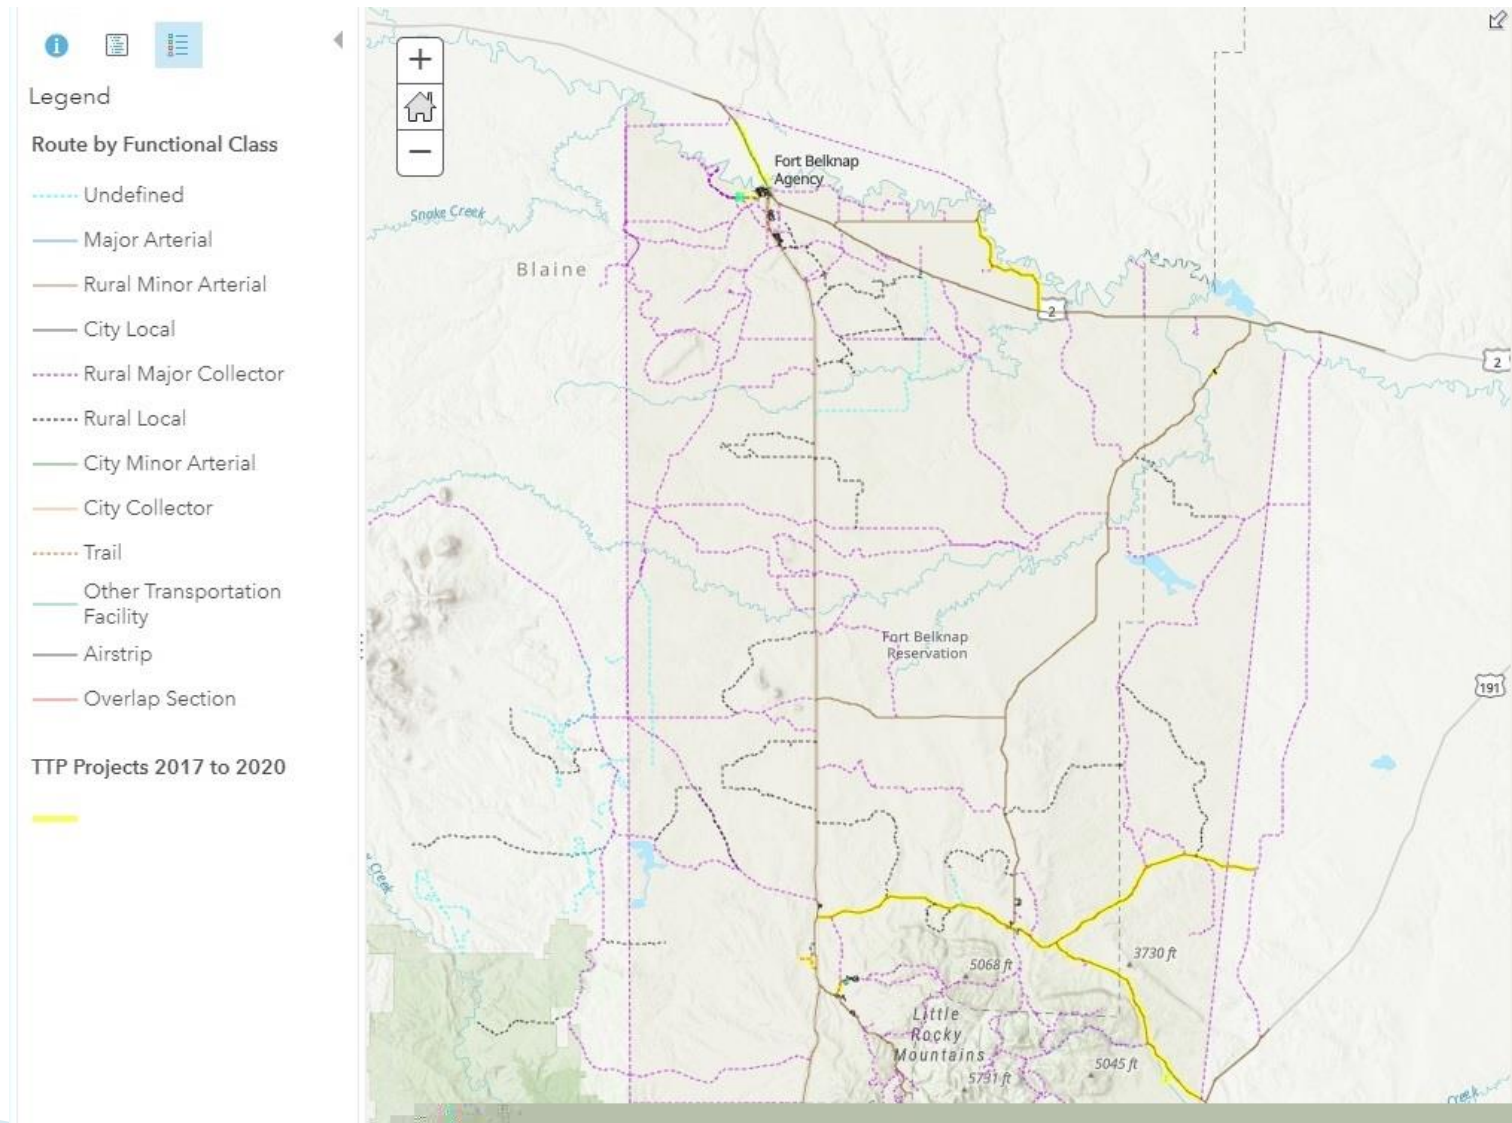 Legend
Route by Functional Class
Undefined
Major Arterial
Rural Minor Arterial
City Local
Rural Major Collector
Rural Local
City Minor Arterial
City Collector
Trail
Other Transportation
Facility
Airstrip
Overlap Section
TTP Projects 2017 to 2020
+
−
Fort Belknap
Agency
Snake Creek
Blaine
2
2
Fort Belknap
Reservation
191
Creek
3730 ft
5068 ft
Little
Rocky
Mountains
5045 ft
5731 ft
Creek